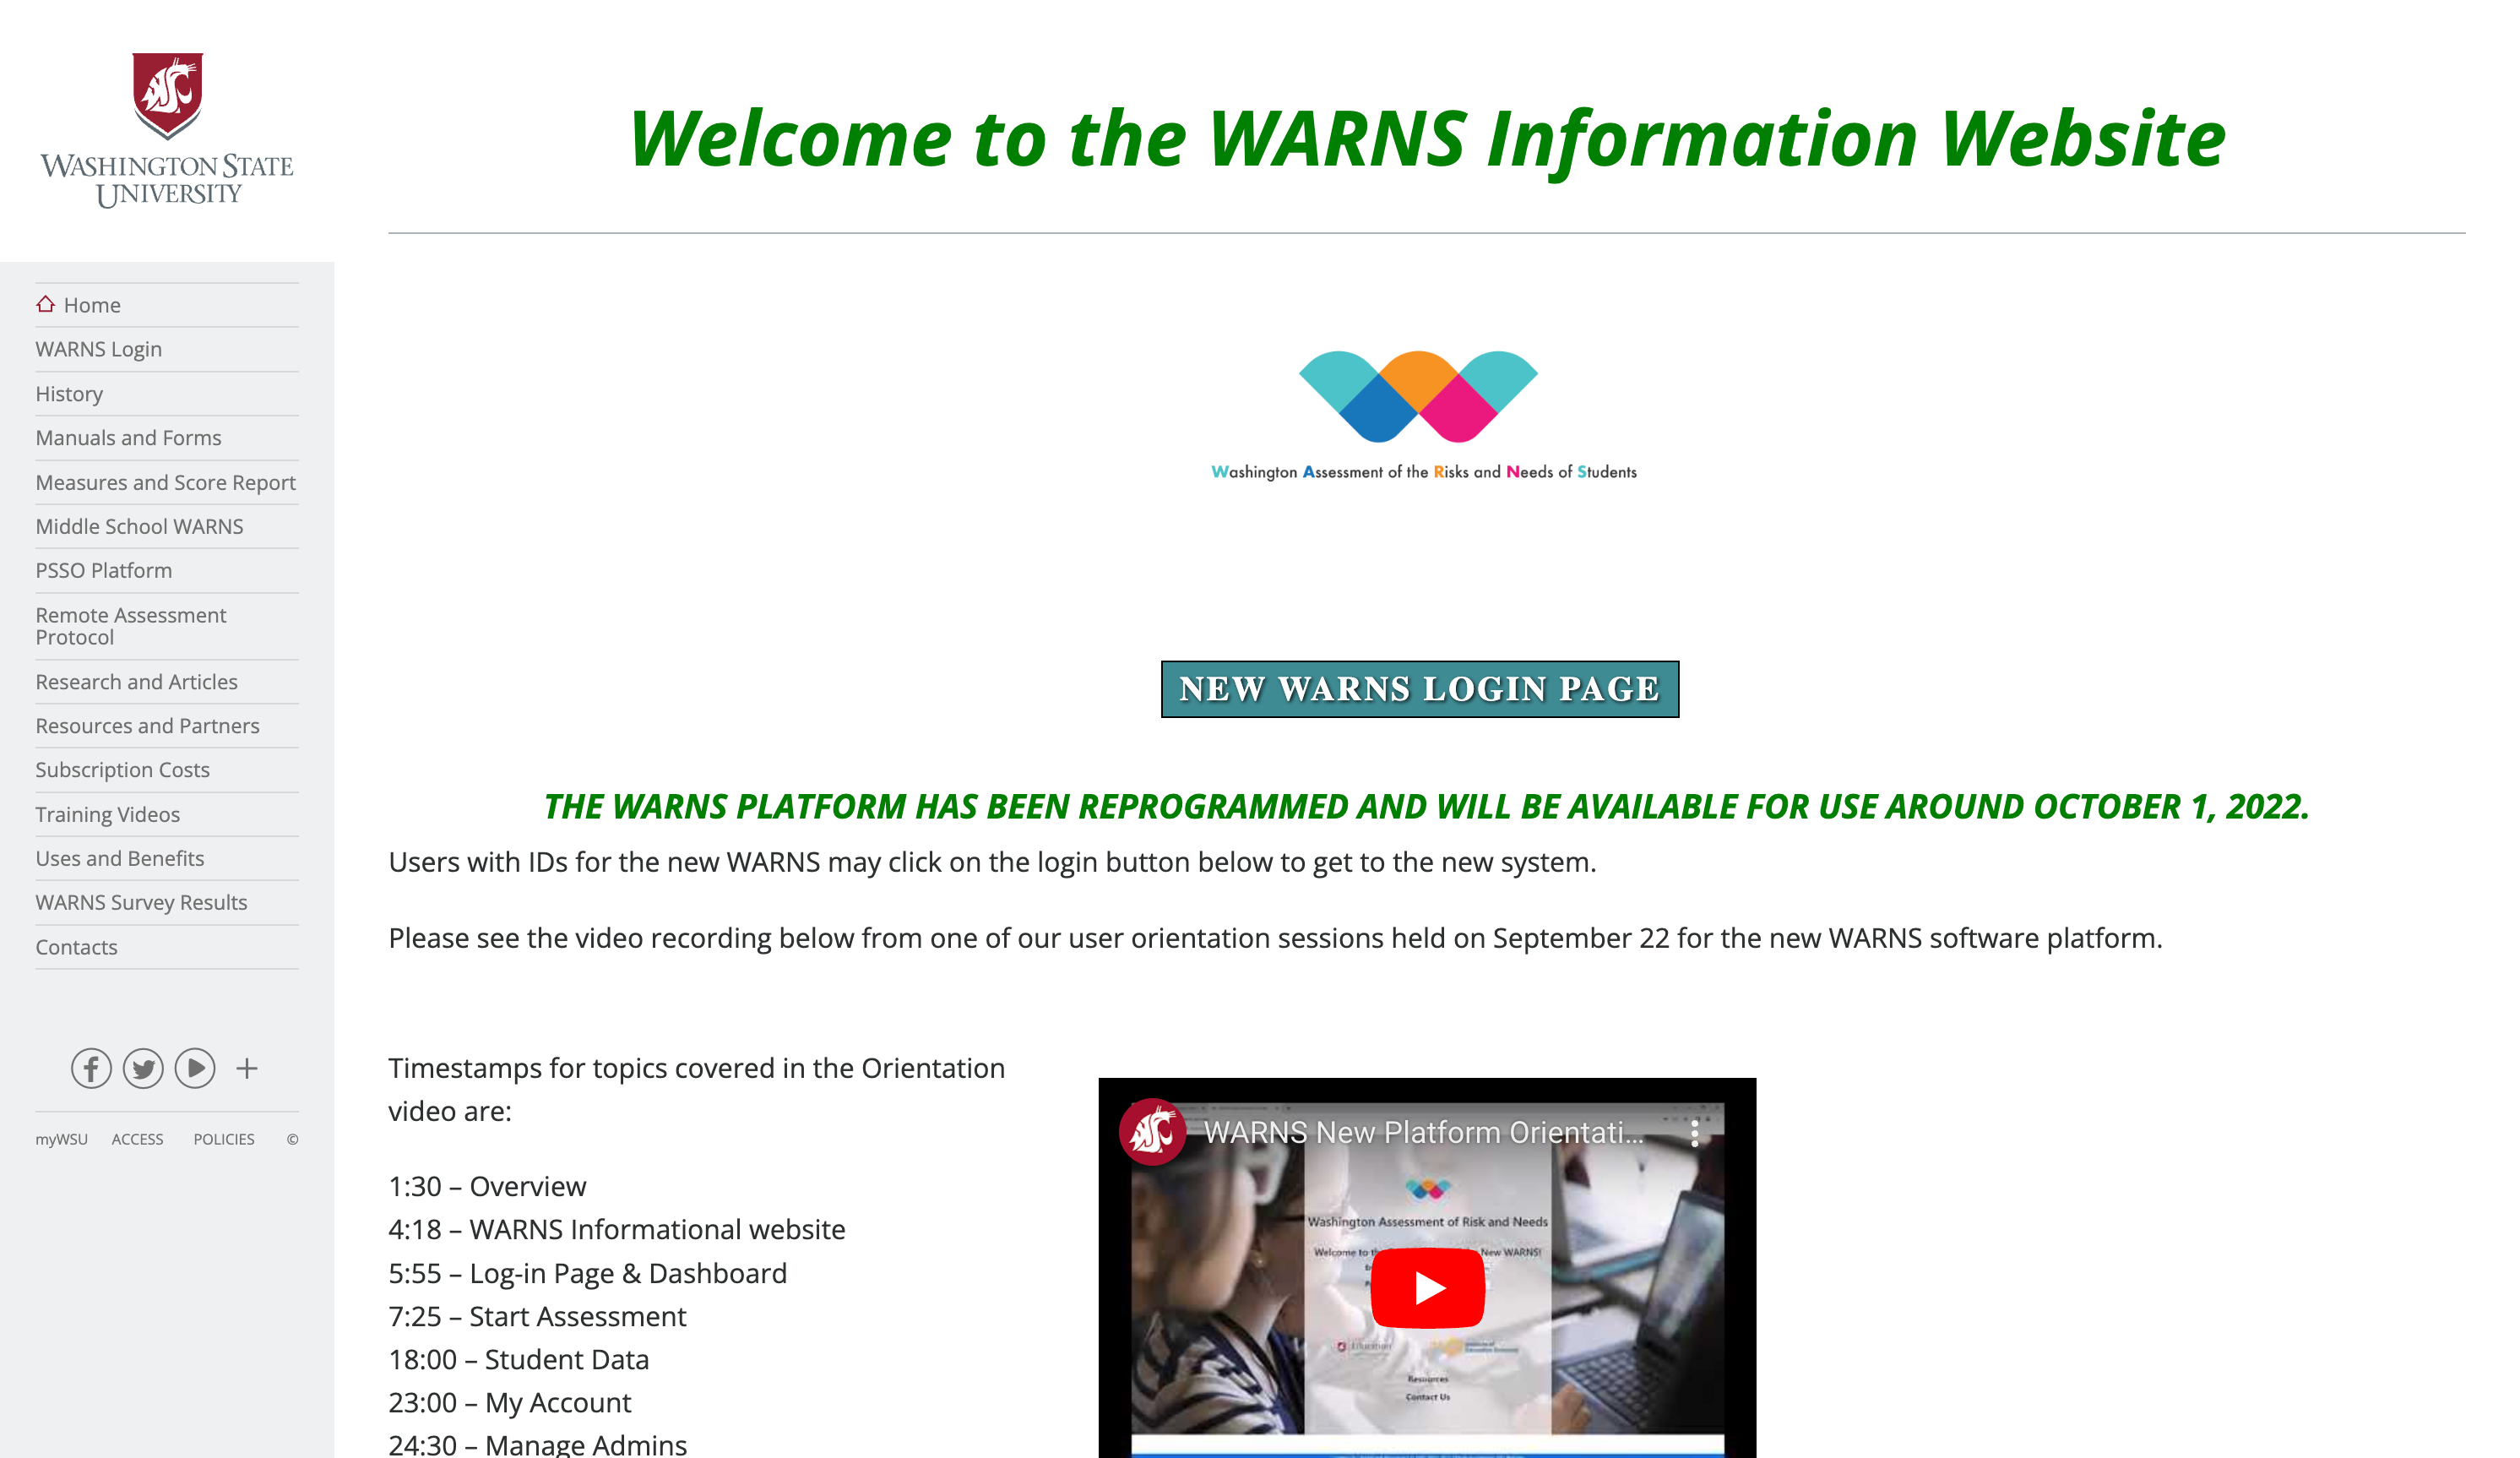 WASHINGTON STATE
UNIVERSITY
Home
WARNS Login
History
Manuals and Forms
Measures and Score Report
Middle School WARNS
PSSO Platform
Remote Assessment
Protocol
Research and Articles
Resources and Partners
Subscription Costs
Training Videos
Uses and Benefits
WARNS Survey Results
Contacts
myWSU ACCESS POLICIES ©
Welcome to the WARNS Information Website
Washington Assessment of the Risks and Needs of Students
NEW WARNS LOGIN PAGE
THE WARNS PLATFORM HAS BEEN REPROGRAMMED AND WILL BE AVAILABLE FOR USE AROUND OCTOBER 1, 2022.
Users with IDs for the new WARNS may click on the login button below to get to the new system.
Please see the video recording below from one of our user orientation sessions held on September 22 for the new WARNS software platform.
Timestamps for topics covered in the Orientation
video are:
1:30 – Overview
4:18 – WARNS Informational website
5:55 – Log-in Page & Dashboard
7:25 – Start Assessment
18:00 – Student Data
23:00 – My Account
24:30 – Manage Admins
WARNS New Platform Orientati...
Washington Assessment of Risk and Needs
Welcome to th New WARNS!
Education
Resources
Contact Us